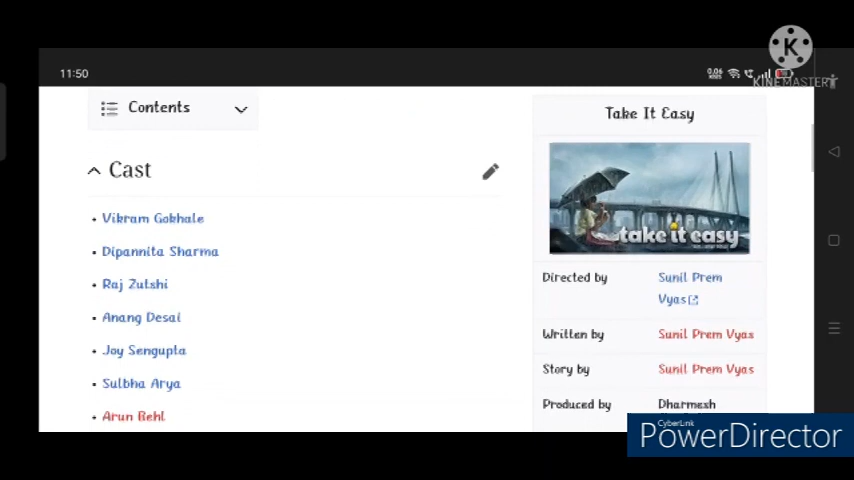 11:50
0.06
KINEMASTER
Contents
Take It Easy
Cast
take it easy
Vikram Gokhale
Dipannita Sharma
Raj Zutshi
Anang Desai
Joy Sengupta
Sulbha Arya
Arun Behl
Directed by
Sunil Prem
Vyas
Written by
Sunil Prem Vyas
Story by
Sunil Prem Vyas
Produced by
Dharmesh
CyberLink
PowerDirector